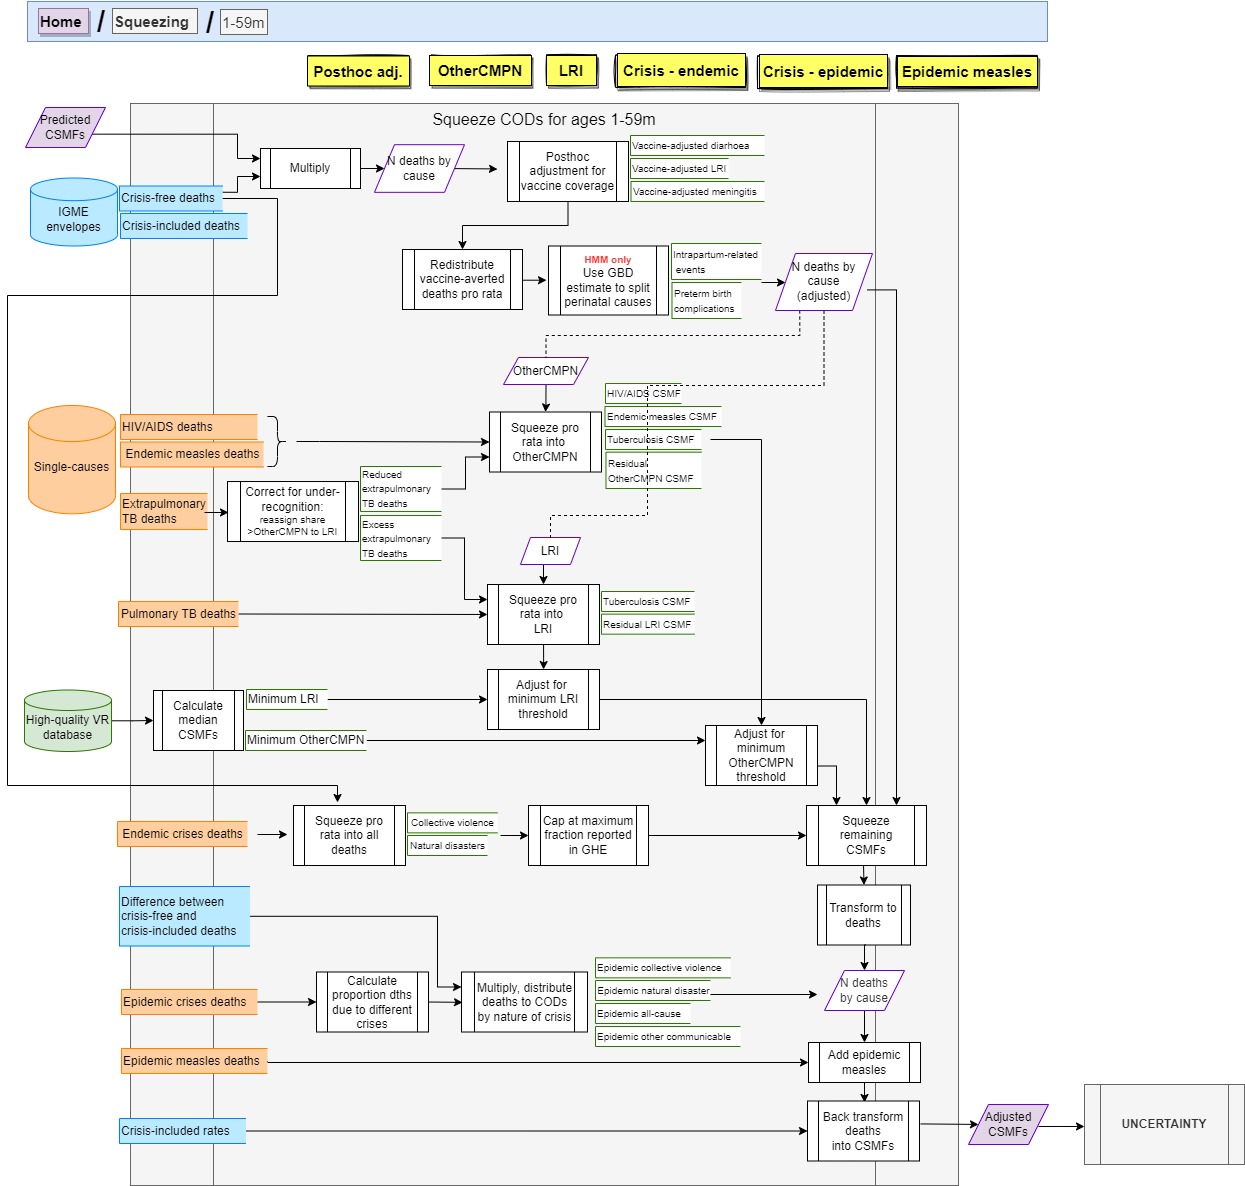 Home / Squeezing / 1-59m
Posthoc adj.
OtherCMPN
LRI
Crisis - endemic
Crisis - epidemic
Epidemic measles
Squeeze CODs for ages 1-59m
Predicted
CSMFs
Multiply
N deaths by
cause
Posthoc
adjustment for
vaccine coverage
Vaccine-adjusted diarhoea
Vaccine-adjusted LRI
Vaccine-adjusted meningitis
IGME
envelopes
Crisis-free deaths
Crisis-included deaths
Redistribute
vaccine-averted
deaths pro rata
HMM only
Use GBD
estimate to split
perinatal causes
Intrapartum-related
events
Preterm birth
complications
N deaths by
cause
(adjusted)
OtherCMPN
Single-causes
HIV/AIDS deaths
Endemic measles deaths
Extrapulmonary
TB deaths
Correct for under-
recognition:
reassign share
>OtherCMPN to LRI
Reduced
extrapulmonary
TB deaths
Excess
extrapulmonary
TB deaths
Squeeze pro
rata into
OtherCMPN
HIV/AIDS CSMF
Endemic measles CSMF
Tuberculosis CSMF
Residual
OtherCMPN CSMF
LRI
Pulmonary TB deaths
Squeeze pro
rata into
LRI
Tuberculosis CSMF
Residual LRI CSMF
High-quality VR
database
Calculate
median
CSMFs
Minimum LRI
Minimum OtherCMPN
Adjust for
minimum LRI
threshold
Adjust for
minimum
OtherCMPN
threshold
Endemic crises deaths
Squeeze pro
rata into all
deaths
Collective violence
Natural disasters
Cap at maximum
fraction reported
in GHE
Squeeze
remaining
CSMFs
Difference between
crisis-free and
crisis-included deaths
Transform to
deaths
Epidemic crises deaths
Calculate
proportion dths
due to different
crises
Multiply, distribute
deaths to CODs
by nature of crisis
Epidemic collective violence
Epidemic natural disaster
Epidemic all-cause
Epidemic other communicable
N deaths
by cause
Epidemic measles deaths
Add epidemic
measles
Crisis-included rates
Back transform
deaths
into CSMFs
Adjusted
CSMFs
UNCERTAINTY